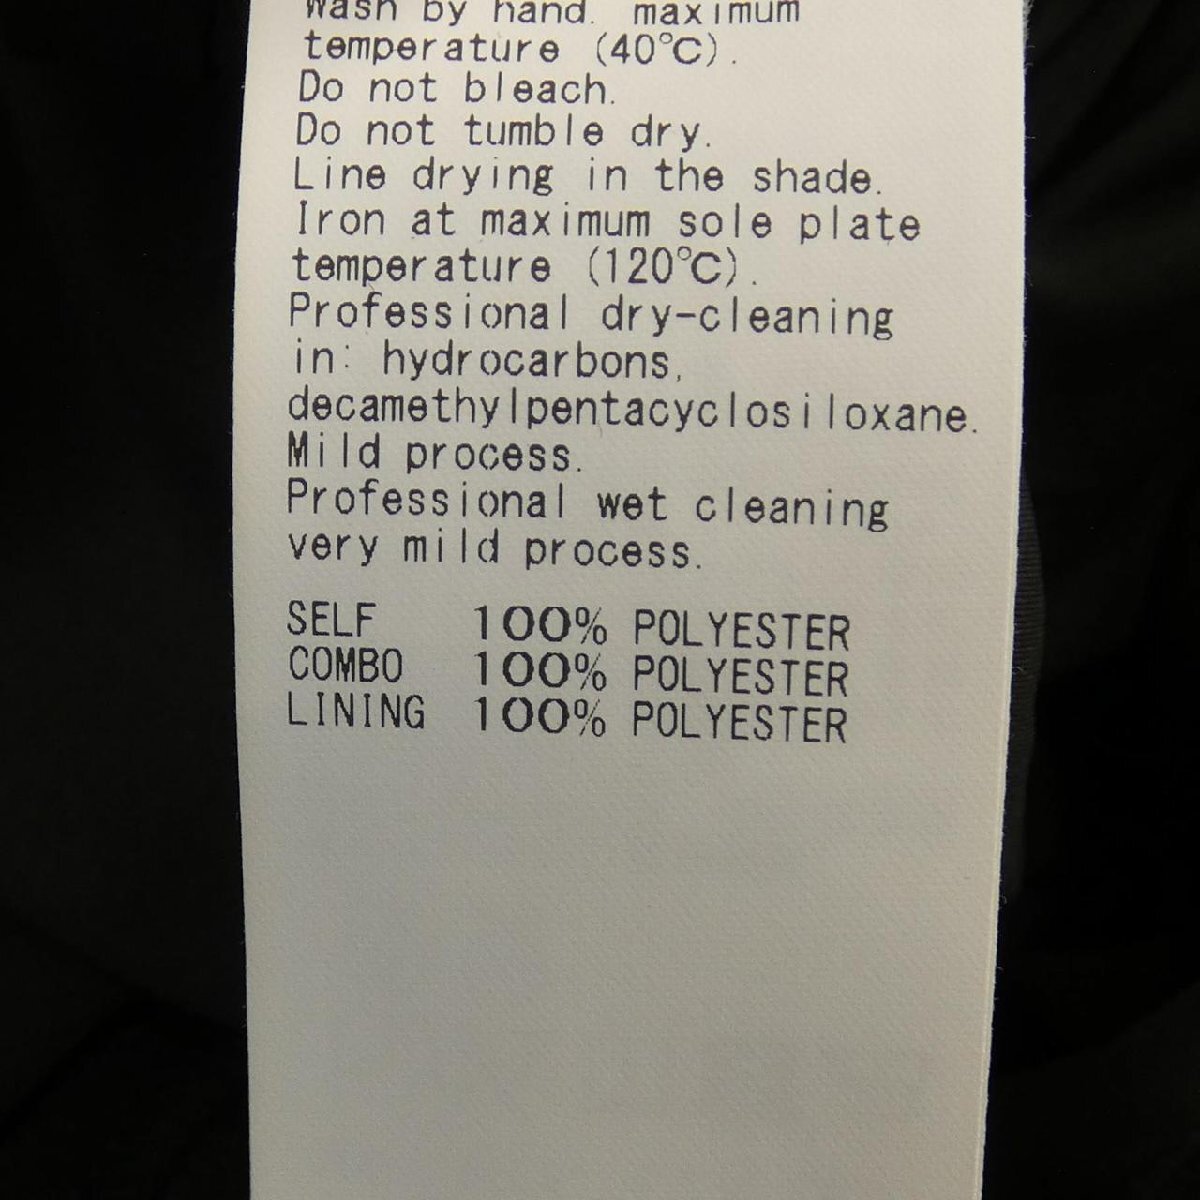 Wash by hand. maximum
temperature (40℃).
Do not bleach.
Do not tumble dry.
Line drying in the shade.
Iron at maximum sole plate
temperature (120℃).
Professional dry-cleaning
in: hydrocarbons,
decamethylpentacyclosiloxane.
Mild process.
Professional wet cleaning
very mild process.
SELF 100% POLYESTER
COMBO 100% POLYESTER
LINING 100% POLYESTER